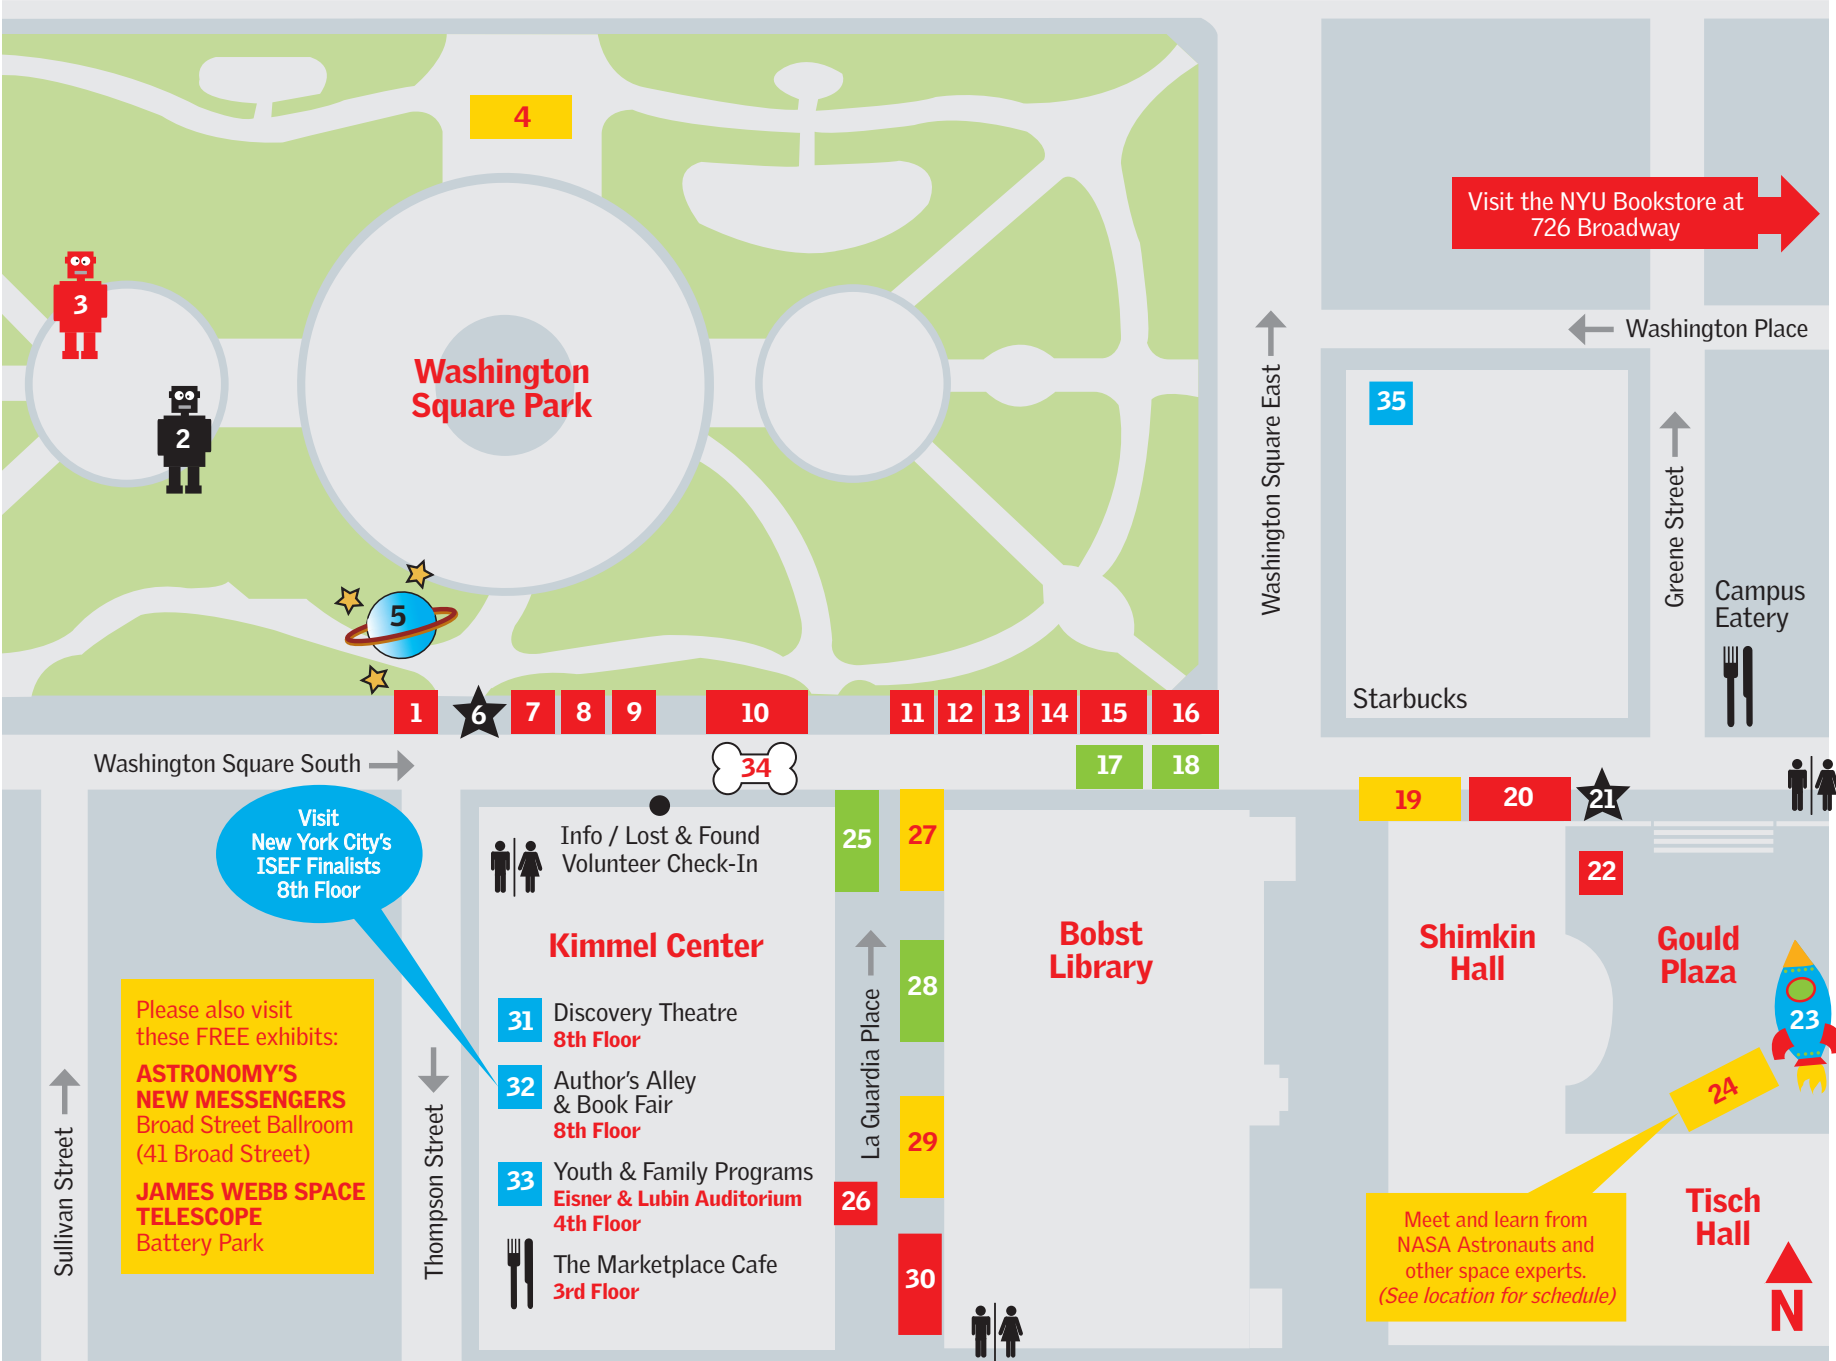 4
Visit the NYU Bookstore at
726 Broadway
3
Washington Place
Washington
Square Park
35
2
Washington Square East
Greene Street
Campus
Eatery
5
Starbucks
1
6
7
8
9
10
11
12
13
14
15
16
Washington Square South
34
17
18
19
20
21
Visit
New York City's
ISEF Finalists
8th Floor
Info / Lost & Found
Volunteer Check-In
25
27
22
Kimmel Center
Bobst
Library
Shimkin
Hall
Gould
Plaza
28
23
31
Discovery Theatre
8th Floor
La Guardia Place
Please also visit
these FREE exhibits:
ASTRONOMY'S
NEW MESSENGERS
Broad Street Ballroom
(41 Broad Street)
JAMES WEBB SPACE
TELESCOPE
Battery Park
32
Author's Alley
& Book Fair
8th Floor
24
29
Sullivan Street
Thompson Street
33
Youth & Family Programs
Eisner & Lubin Auditorium
4th Floor
26
Meet and learn from
NASA Astronauts and
other space experts.
(See location for schedule)
Tisch
Hall
The Marketplace Cafe
3rd Floor
30
N